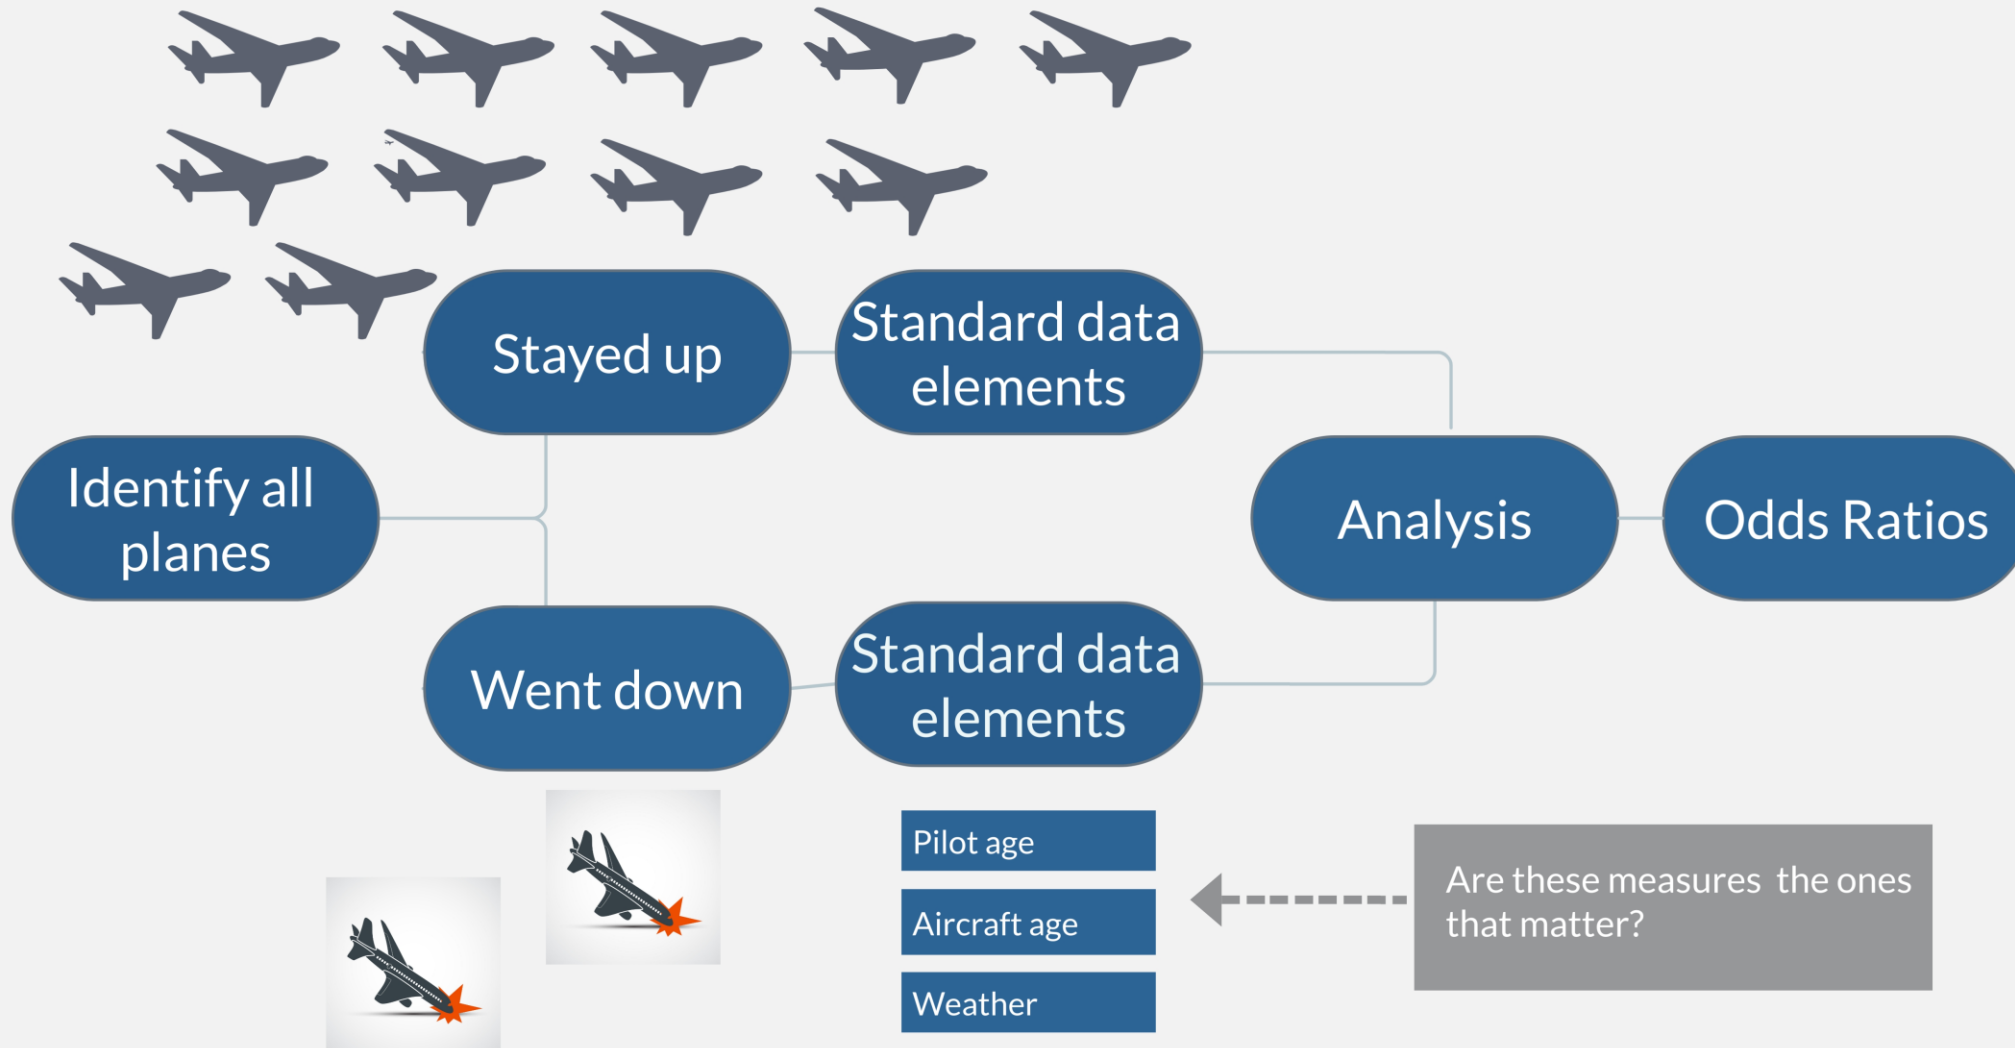 Stayed up
Standard data
elements
Identify all
planes
Analysis
Odds Ratios
Went down
Standard data
elements
Pilot age
Aircraft age
Weather
Are these measures  the ones
that matter?